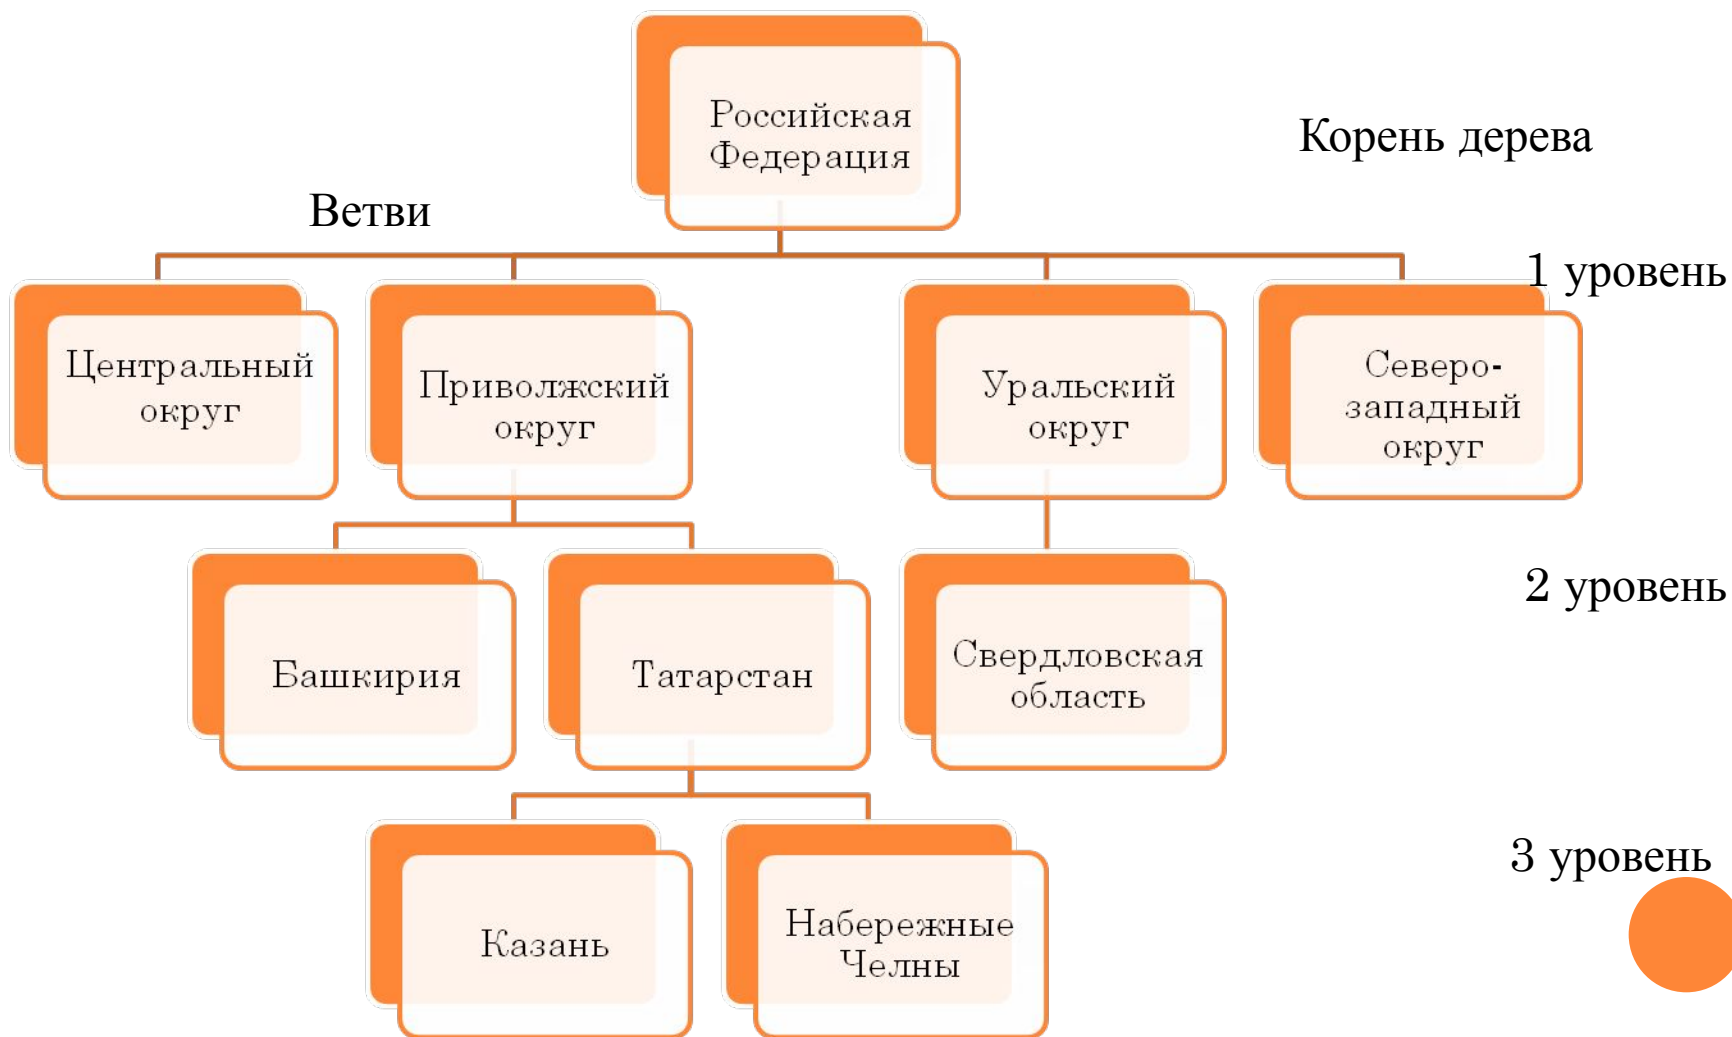 Российская
Федерация
Корень дерева
Ветви
1 уровень
Центральный
округ
Приволжский
округ
Уральский
округ
Северо-
западный
округ
2 уровень
Башкирия
Татарстан
Свердловская
область
3 уровень
Казань
Набережные
Челны